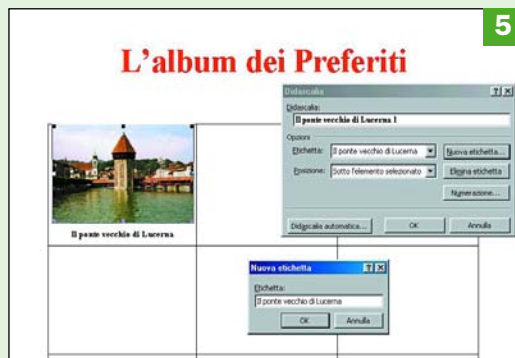 5
L'album dei Preferiti
Didascalia
Didascalia:
Il ponte vecchio di Lucerna 1
Opzioni
Etichetta: Il ponte vecchio di Lucerna Nuova etichetta...
Posizione: Sotto l'elemento selezionato Elimina etichetta
Numerazione...
Didascalia automatica... OK Annulla
Il ponte vecchio di Lucerna
Nuova etichetta
Etichetta:
Il ponte vecchio di Lucerna
OK Annulla